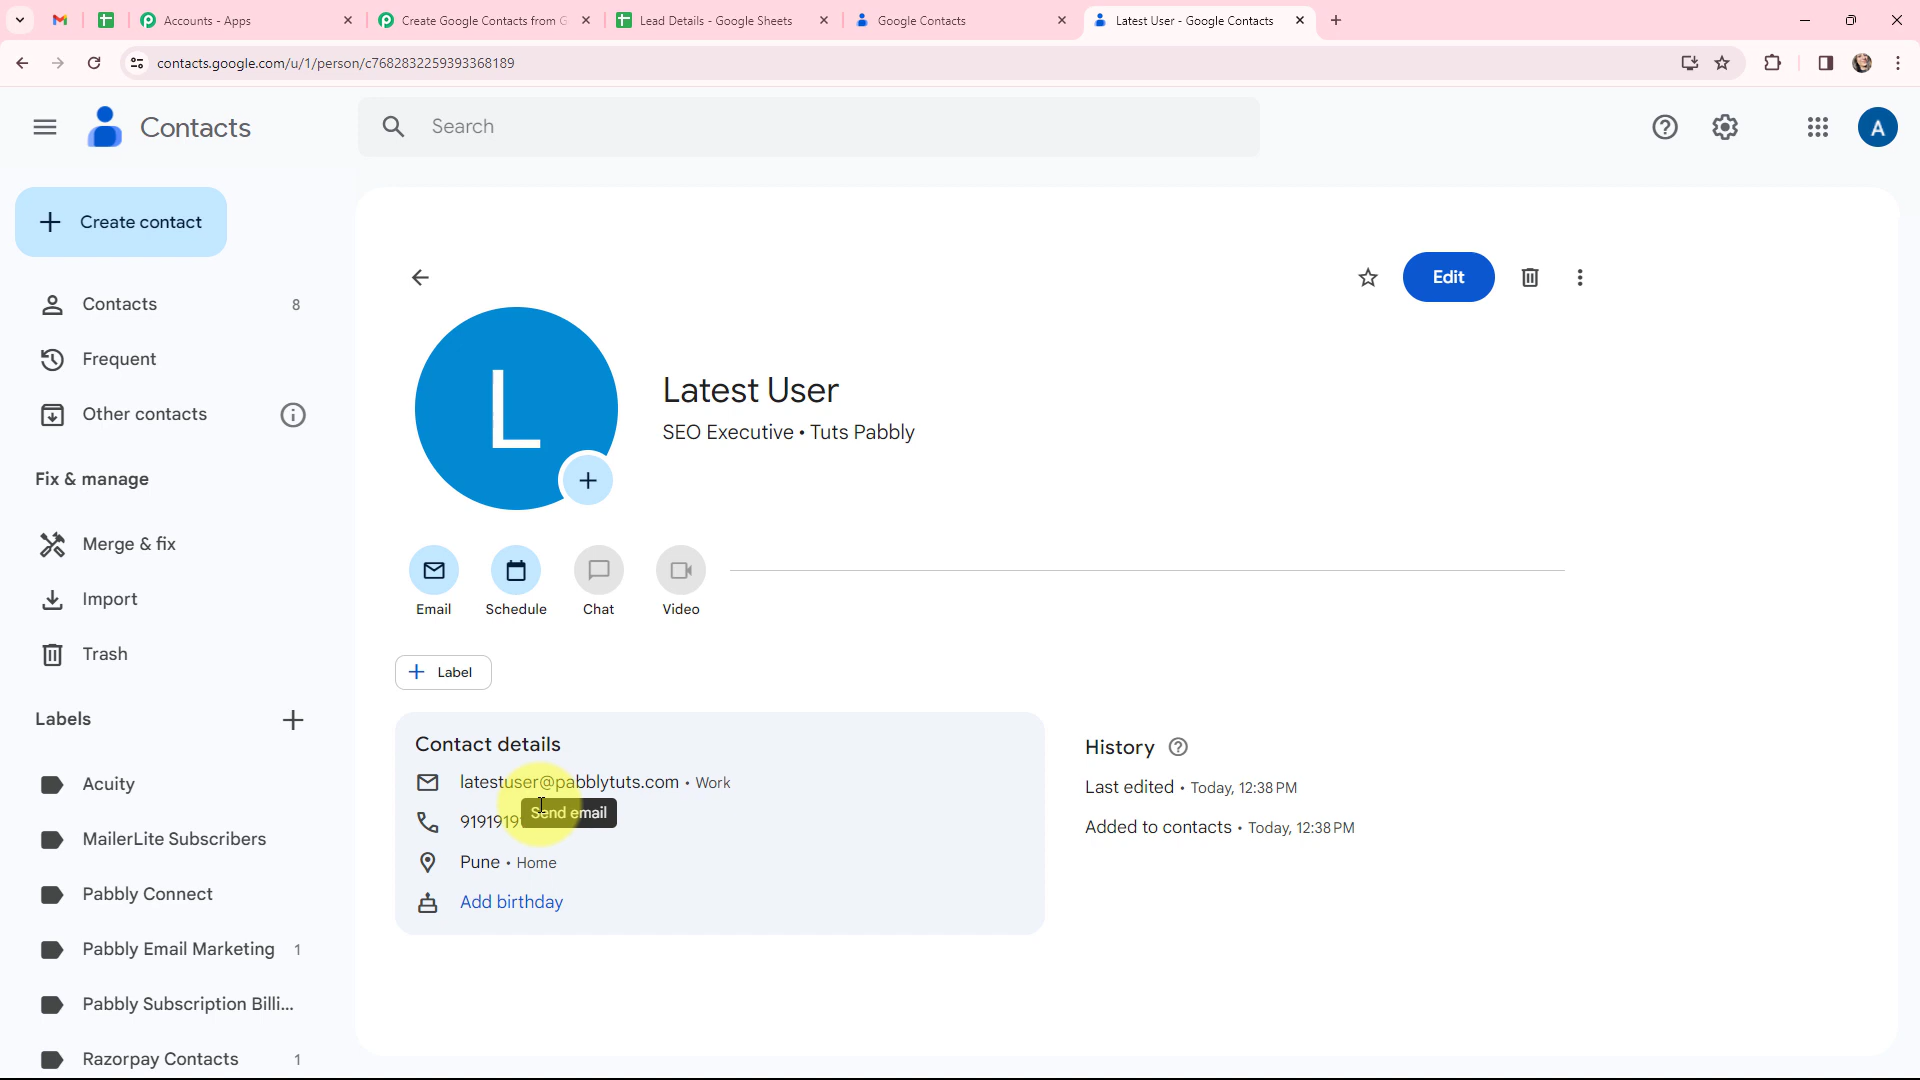 Accounts - Apps
Create Google Contacts from G
Lead Details - Google Sheets
Google Contacts
Latest User - Google Contacts
contacts.google.com/u/1/person/c7682832259393368189
Contacts
Search
A
Create contact
Contacts 8
Frequent
Other contacts
Fix & manage
Merge & fix
Import
Trash
Labels
Acuity
MailerLite Subscribers
Pabbly Connect
Pabbly Email Marketing 1
Pabbly Subscription Billi...
Razorpay Contacts 1
Edit
L
Latest User
SEO Executive • Tuts Pabbly
Email
Schedule
Chat
Video
Label
Contact details
latestuser@pabblytuts.com • Work
Send email
Pune • Home
Add birthday
History
Last edited • Today, 12:38 PM
Added to contacts • Today, 12:38 PM